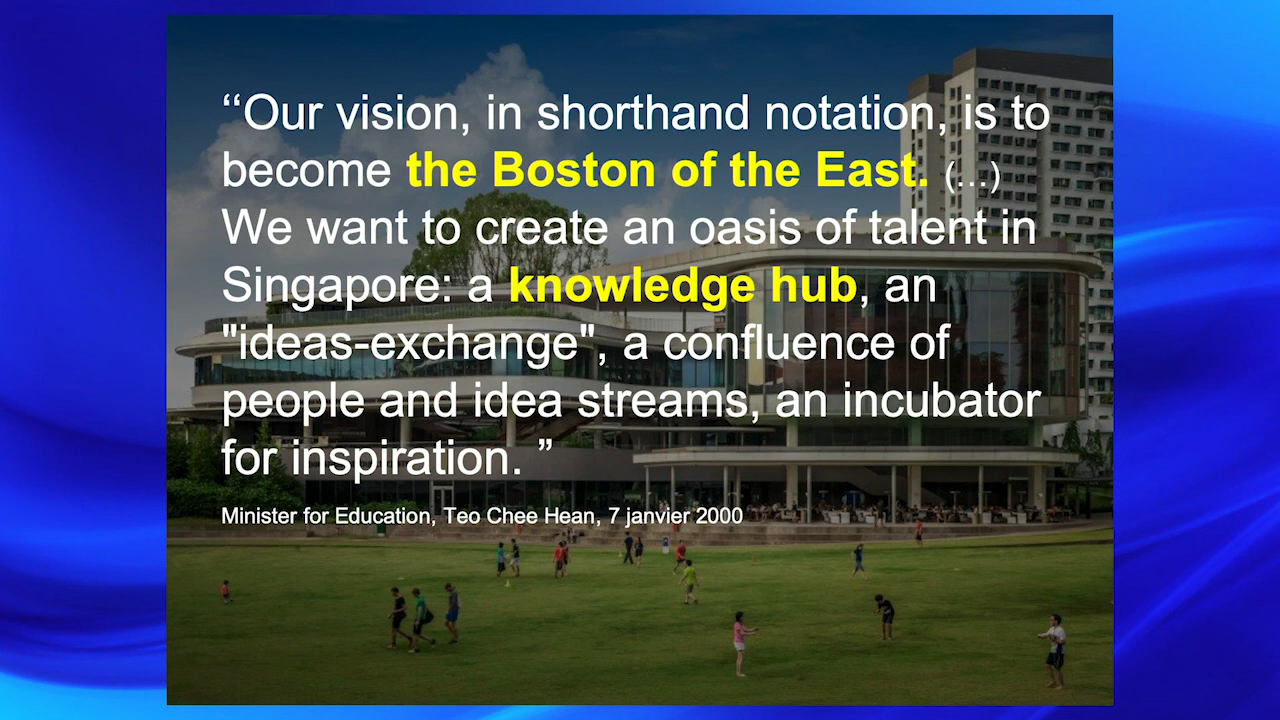 “Our vision, in shorthand notation, is to
become the Boston of the East. (…)
We want to create an oasis of talent in
Singapore: a knowledge hub, an
"ideas-exchange", a confluence of
people and idea streams, an incubator
for inspiration. ”
Minister for Education, Teo Chee Hean, 7 janvier 2000